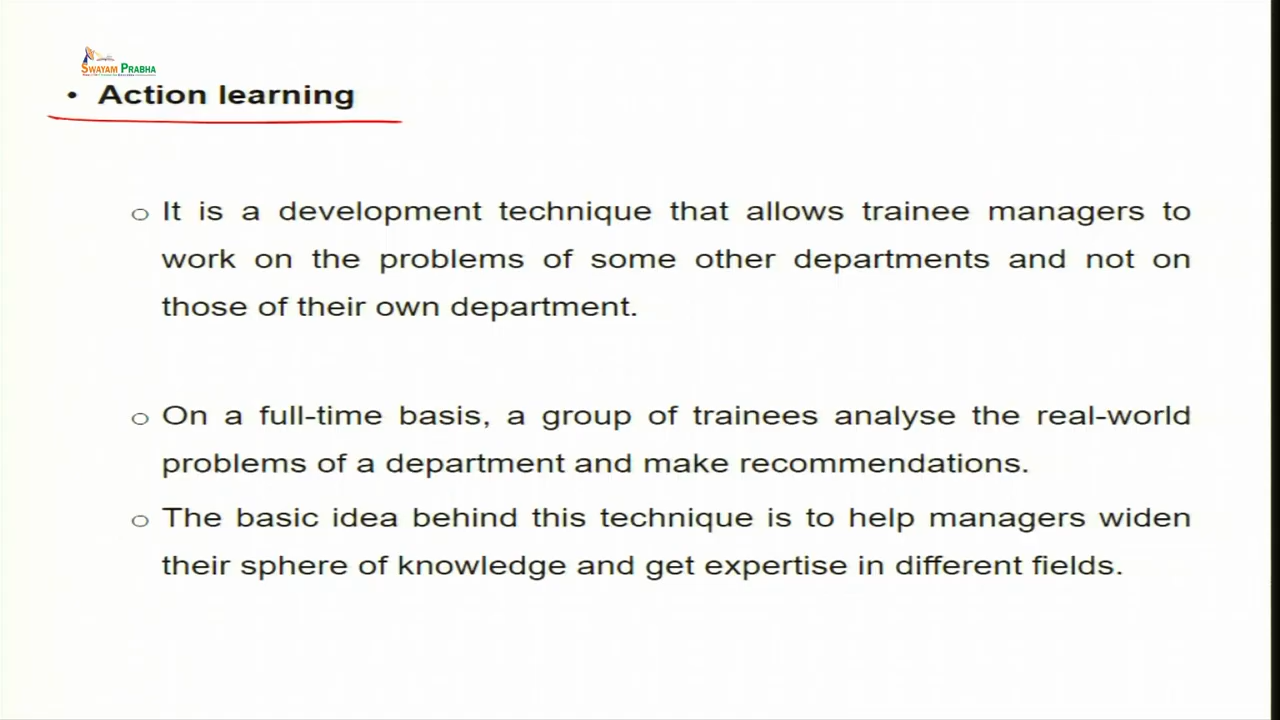 SWAYAM PRABHA
• Action learning
○ It is a development technique that allows trainee managers to
work on the problems of some other departments and not on
those of their own department.
○ On a full-time basis, a group of trainees analyse the real-world
problems of a department and make recommendations.
○ The basic idea behind this technique is to help managers widen
their sphere of knowledge and get expertise in different fields.